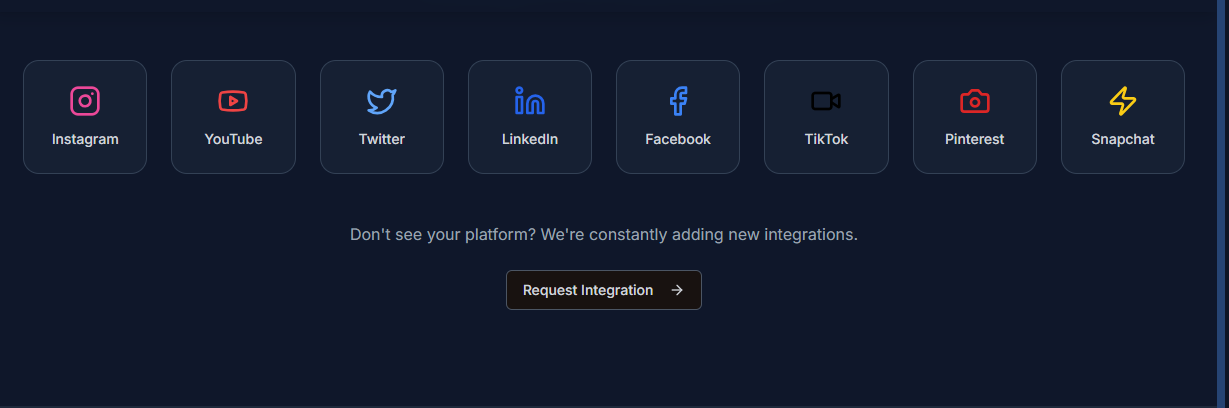 Instagram
YouTube
Twitter
LinkedIn
Facebook
TikTok
Pinterest
Snapchat
Don't see your platform? We're constantly adding new integrations.
Request Integration